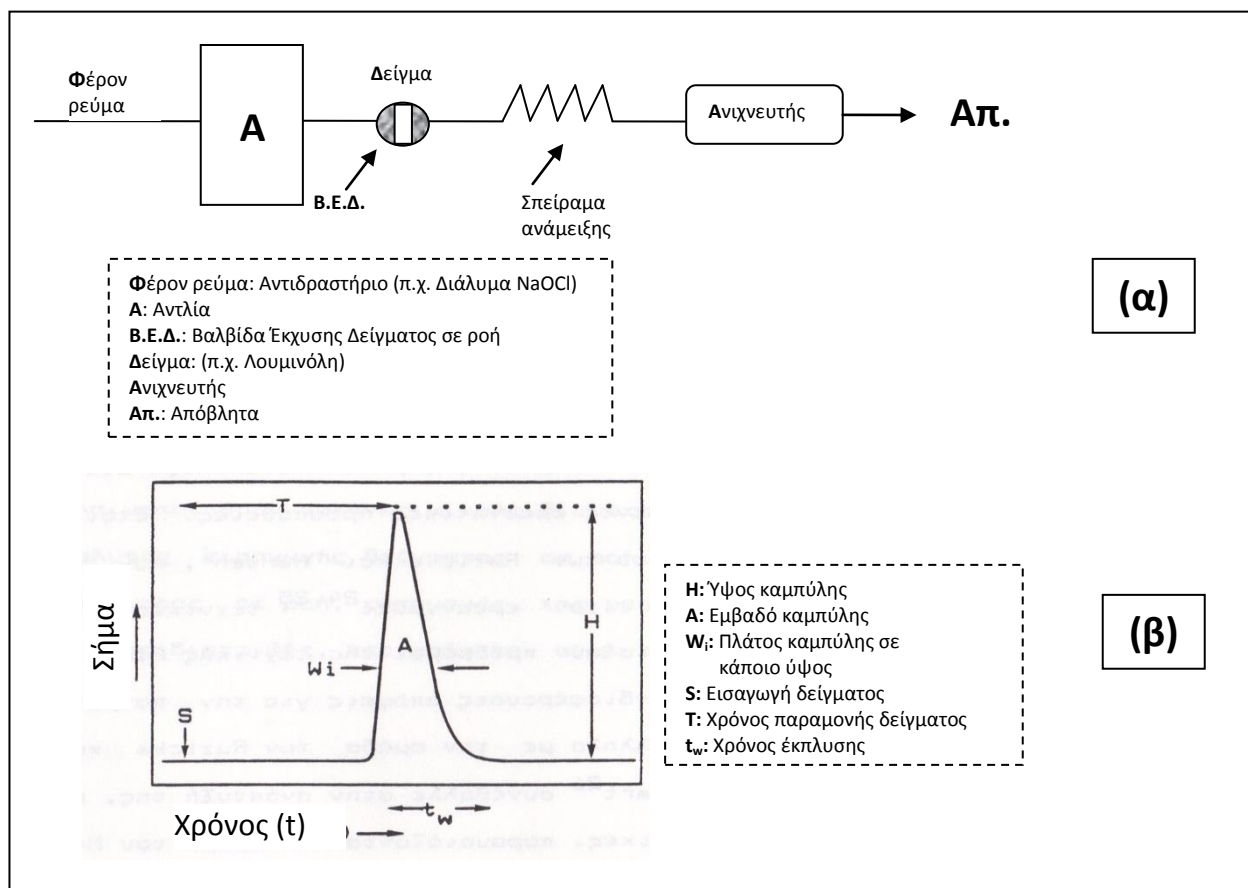 Φέρον
ρεύμα
Α
Δείγμα
Β.Ε.Δ.
Σπείραμα
ανάμειξης
Ανιχνευτής
Απ.
Φέρον ρεύμα: Αντιδραστήριο (π.χ. Διάλυμα NaOCl)
Α: Αντλία
Β.Ε.Δ.: Βαλβίδα Έκχυσης Δείγματος σε ροή
Δείγμα: (π.χ. Λουμινόλη)
Ανιχνευτής
Απ.: Απόβλητα
(α)
Σήμα
T
H
A
Wi
S
tw
Χρόνος (t)
H: Ύψος καμπύλης
A: Εμβαδό καμπύλης
Wi: Πλάτος καμπύλης σε
κάποιο ύψος
S: Εισαγωγή δείγματος
T: Χρόνος παραμονής δείγματος
tw: Χρόνος έκπλυσης
(β)